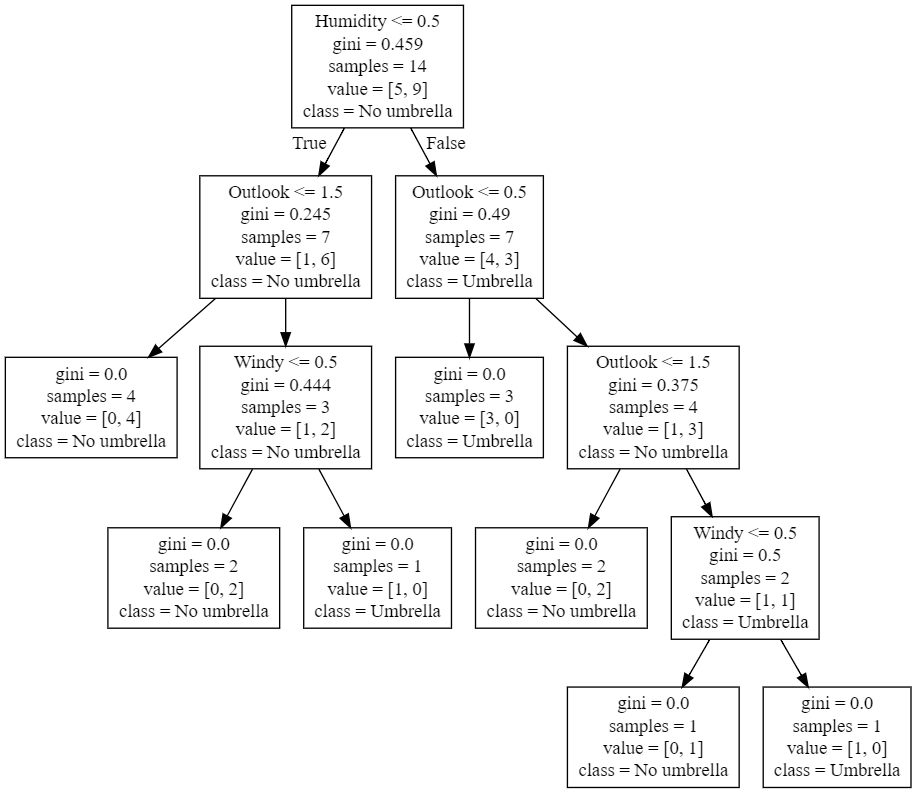 Humidity <= 0.5
gini = 0.459
samples = 14
value = [5, 9]
class = No umbrella
True
False
Outlook <= 1.5
gini = 0.245
samples = 7
value = [1, 6]
class = No umbrella
Outlook <= 0.5
gini = 0.49
samples = 7
value = [4, 3]
class = Umbrella
gini = 0.0
samples = 4
value = [0, 4]
class = No umbrella
Windy <= 0.5
gini = 0.444
samples = 3
value = [1, 2]
class = No umbrella
gini = 0.0
samples = 3
value = [3, 0]
class = Umbrella
Outlook <= 1.5
gini = 0.375
samples = 4
value = [1, 3]
class = No umbrella
gini = 0.0
samples = 2
value = [0, 2]
class = No umbrella
gini = 0.0
samples = 1
value = [1, 0]
class = Umbrella
gini = 0.0
samples = 2
value = [0, 2]
class = No umbrella
Windy <= 0.5
gini = 0.5
samples = 2
value = [1, 1]
class = Umbrella
gini = 0.0
samples = 1
value = [0, 1]
class = No umbrella
gini = 0.0
samples = 1
value = [1, 0]
class = Umbrella